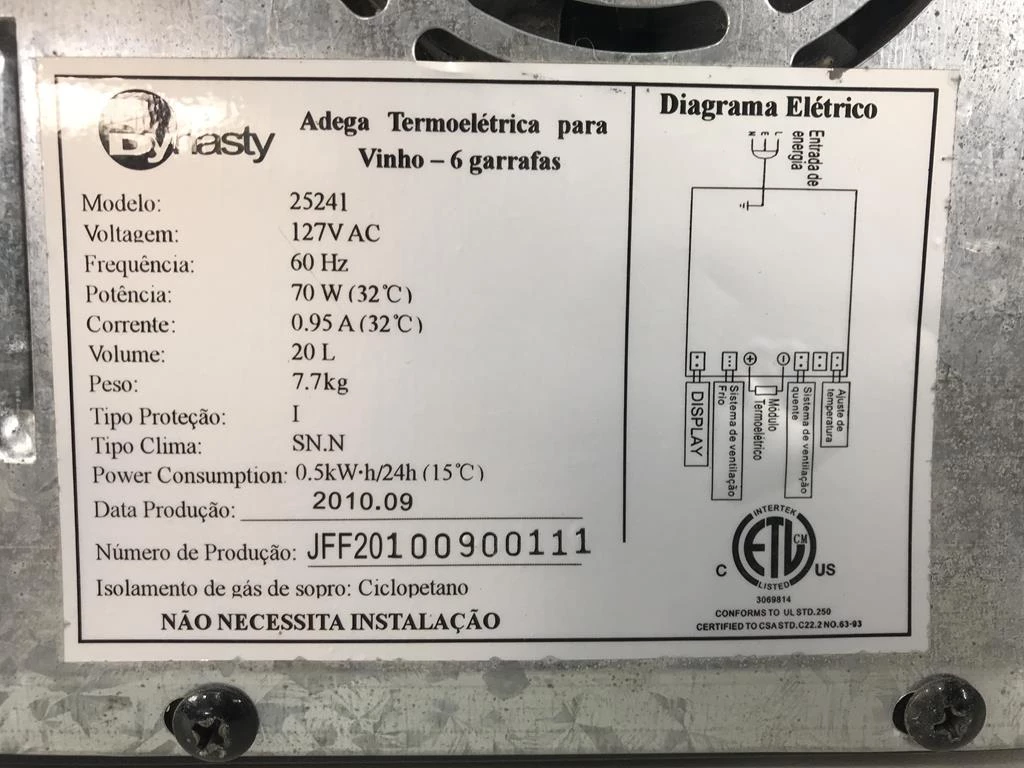 Dynasty
Adega Termoelétrica para
Vinho – 6 garrafas
Modelo: 25241
Voltagem: 127V AC
Frequência: 60 Hz
Potência: 70 W (32℃)
Corrente: 0.95 A (32℃)
Volume: 20 L
Peso: 7.7kg
Tipo Proteção: I
Tipo Clima: SN.N
Power Consumption: 0.5kW·h/24h (15℃)
Data Produção: 2010.09
Número de Produção: JFF20100900111
Isolamento de gás de sopro: Ciclopetano
NÃO NECESSITA INSTALAÇÃO
Diagrama Elétrico
Entrada de
energia
L
E
N
DISPLAY
Sistema de ventilação
Frio
Módulo
Termoelétrico
Sistema de ventilação
quente
Ajuste de
temperatura
INTERTEK
ETL CM
LISTED
C US
3069814
CONFORMS TO UL STD.250
CERTIFIED TO CSA STD.C22.2 NO.63-93